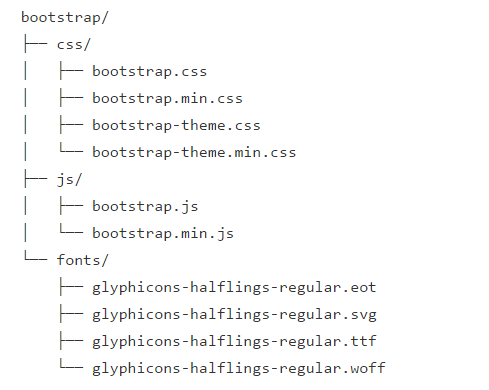 bootstrap/
├── css/
│   ├── bootstrap.css
│   ├── bootstrap.min.css
│   ├── bootstrap-theme.css
│   └── bootstrap-theme.min.css
├── js/
│   ├── bootstrap.js
│   └── bootstrap.min.js
└── fonts/
    ├── glyphicons-halflings-regular.eot
    ├── glyphicons-halflings-regular.svg
    ├── glyphicons-halflings-regular.ttf
    └── glyphicons-halflings-regular.woff